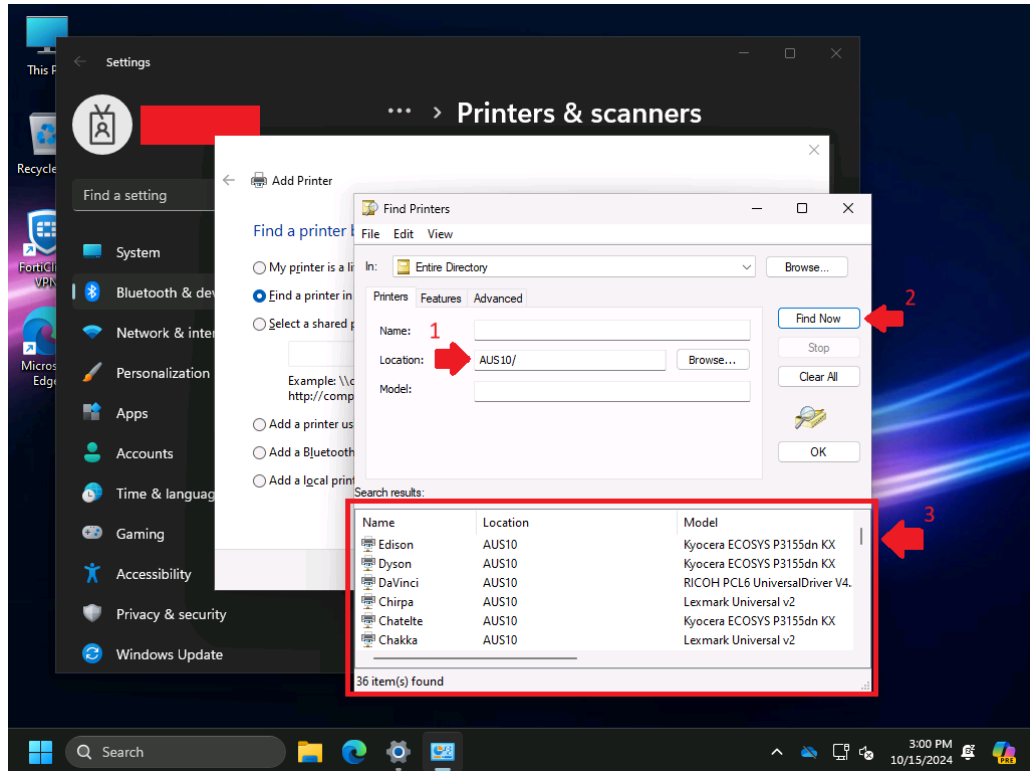 This P
Recycle
FortiCli
VPN
Micros
Edge
Settings
··· > Printers & scanners
Find a setting
System
Bluetooth & dev
Network & inter
Personalization
Apps
Accounts
Time & languag
Gaming
Accessibility
Privacy & security
Windows Update
Add Printer
Find a printer b
My printer is a li
Find a printer in
Select a shared p
Example: \\c
http://comp
Add a printer us
Add a Bluetooth
Add a local print
Find Printers
File Edit View
In: Entire Directory Browse...
Printers Features Advanced
Name: 1
Location: AUS10/ Browse...
Model:
Find Now 2
Stop
Clear All
OK
Search results:
3
Name Location Model
Edison AUS10 Kyocera ECOSYS P3155dn KX
Dyson AUS10 Kyocera ECOSYS P3155dn KX
DaVinci AUS10 RICOH PCL6 UniversalDriver V4.
Chirpa AUS10 Lexmark Universal v2
Chatelte AUS10 Kyocera ECOSYS P3155dn KX
Chakka AUS10 Lexmark Universal v2
36 item(s) found
Search
3:00 PM
10/15/2024
PRE